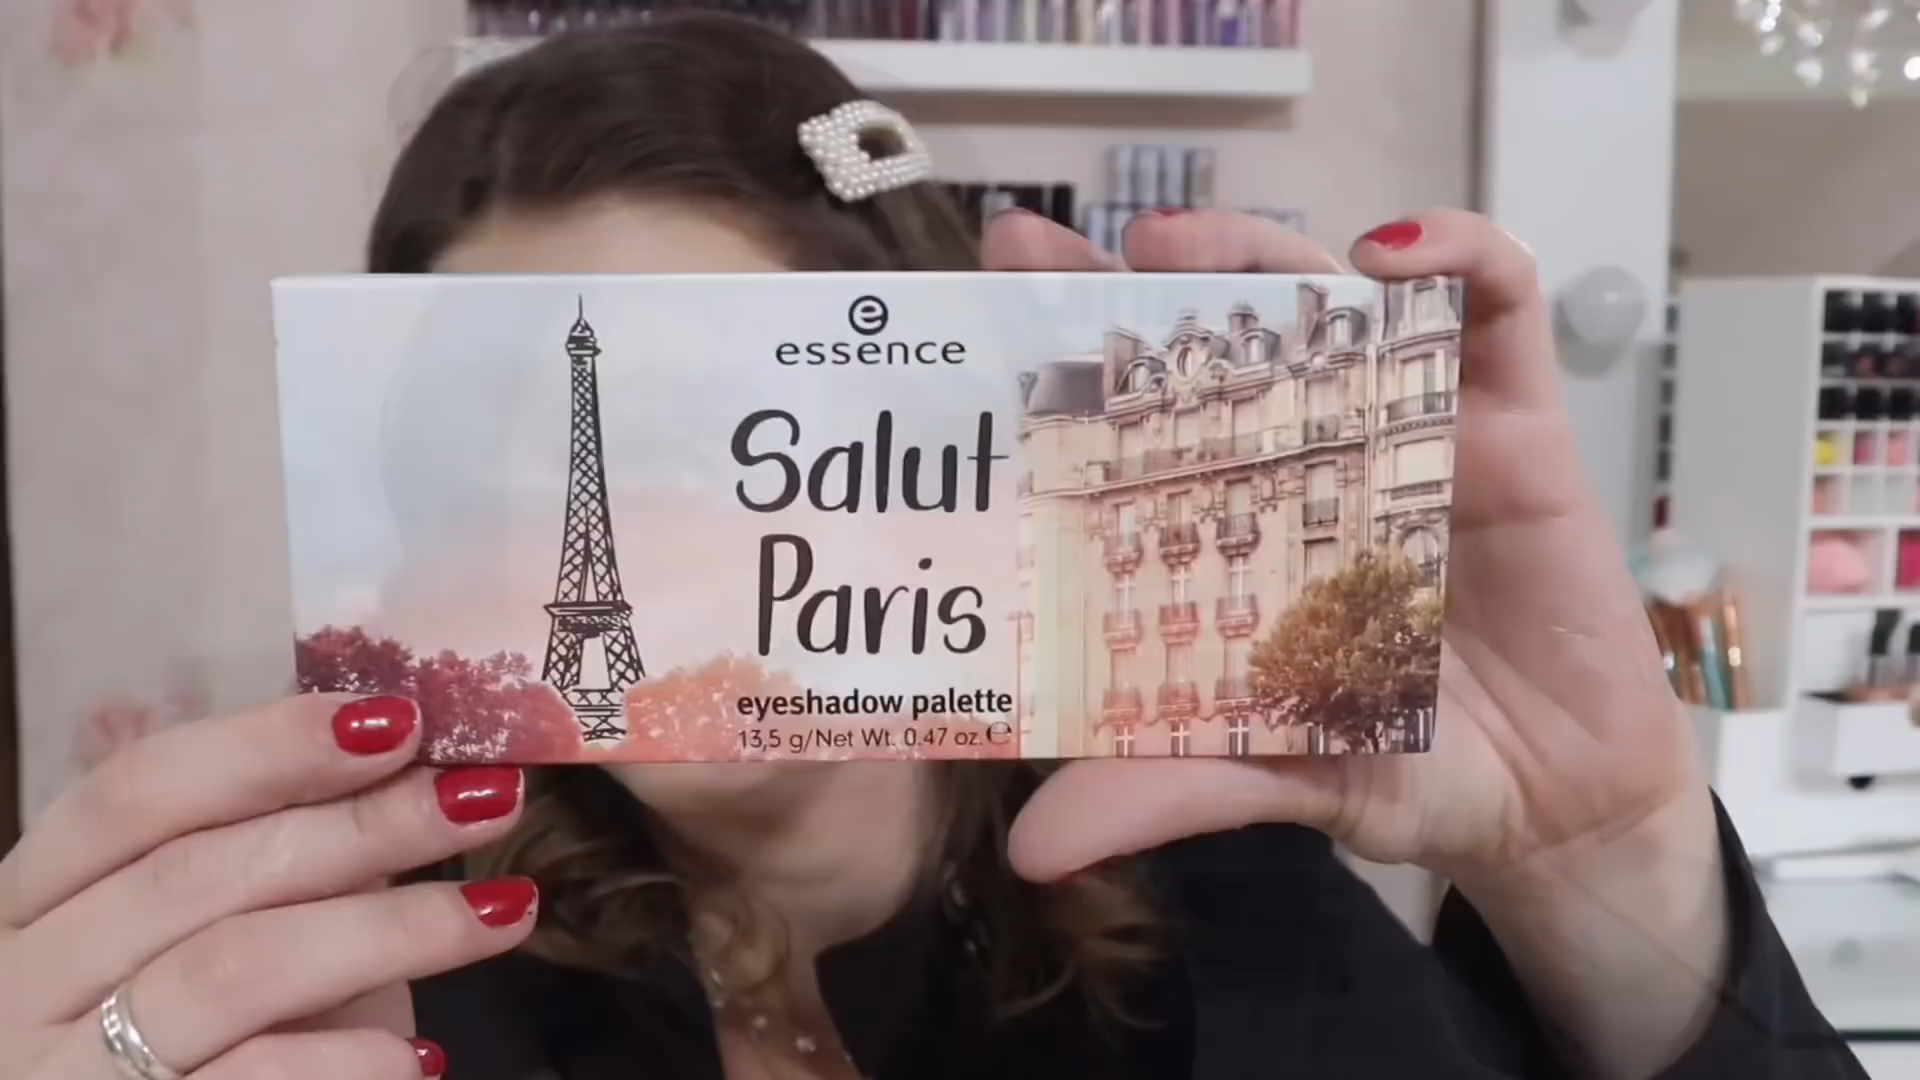 e
essence
Salut
Paris
eyeshadow palette
13,5 g/Net Wt. 0.47 oz. ℮